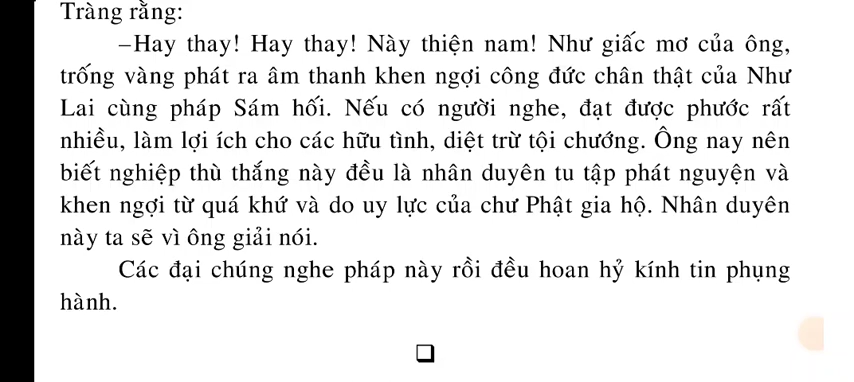 Tràng rằng:
–Hay thay! Hay thay! Này thiện nam! Như giấc mơ của ông,
trống vàng phát ra âm thanh khen ngợi công đức chân thật của Như
Lai cùng pháp Sám hối. Nếu có người nghe, đạt được phước rất
nhiều, làm lợi ích cho các hữu tình, diệt trừ tội chướng. Ông nay nên
biết nghiệp thù thắng này đều là nhân duyên tu tập phát nguyện và
khen ngợi từ quá khứ và do uy lực của chư Phật gia hộ. Nhân duyên
này ta sẽ vì ông giải nói.
Các đại chúng nghe pháp này rồi đều hoan hỷ kính tin phụng
hành.